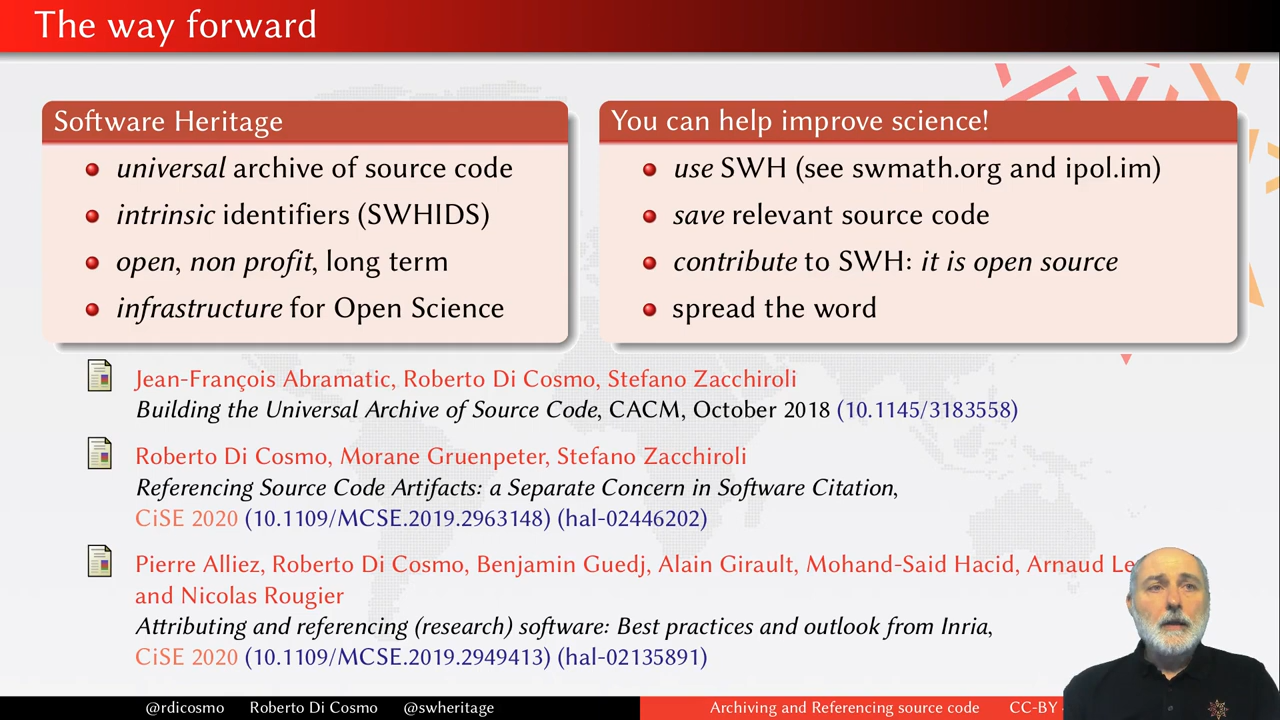 The way forward
Software Heritage
universal archive of source code
intrinsic identifiers (SWHIDS)
open, non profit, long term
infrastructure for Open Science
You can help improve science!
use SWH (see swmath.org and ipol.im)
save relevant source code
contribute to SWH: it is open source
spread the word
Jean-François Abramatic, Roberto Di Cosmo, Stefano Zacchiroli
Building the Universal Archive of Source Code, CACM, October 2018 (10.1145/3183558)
Roberto Di Cosmo, Morane Gruenpeter, Stefano Zacchiroli
Referencing Source Code Artifacts: a Separate Concern in Software Citation,
CiSE 2020 (10.1109/MCSE.2019.2963148) (hal-02446202)
Pierre Alliez, Roberto Di Cosmo, Benjamin Guedj, Alain Girault, Mohand-Said Hacid, Arnaud Le
and Nicolas Rougier
Attributing and referencing (research) software: Best practices and outlook from Inria,
CiSE 2020 (10.1109/MCSE.2019.2949413) (hal-02135891)
@rdicosmo Roberto Di Cosmo @swheritage
Archiving and Referencing source code CC-BY